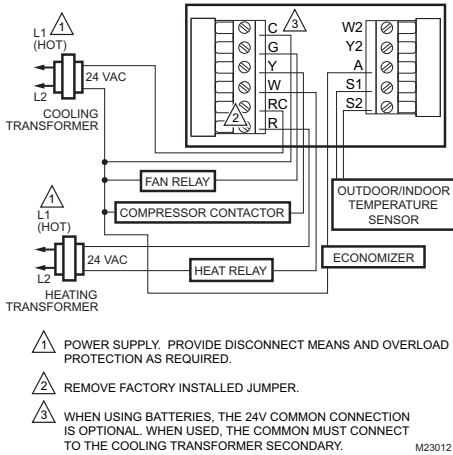 1
L1
(HOT)
24 VAC
L2
COOLING
TRANSFORMER
3
C
G
Y
W
RC
R
2
W2
Y2
A
S1
S2
FAN RELAY
COMPRESSOR CONTACTOR
OUTDOOR/INDOOR
TEMPERATURE
SENSOR
1
L1
(HOT)
24 VAC
L2
HEATING
TRANSFORMER
HEAT RELAY
ECONOMIZER
1 POWER SUPPLY. PROVIDE DISCONNECT MEANS AND OVERLOAD
PROTECTION AS REQUIRED.
2 REMOVE FACTORY INSTALLED JUMPER.
3 WHEN USING BATTERIES, THE 24V COMMON CONNECTION
IS OPTIONAL. WHEN USED, THE COMMON MUST CONNECT
TO THE COOLING TRANSFORMER SECONDARY.
M23012